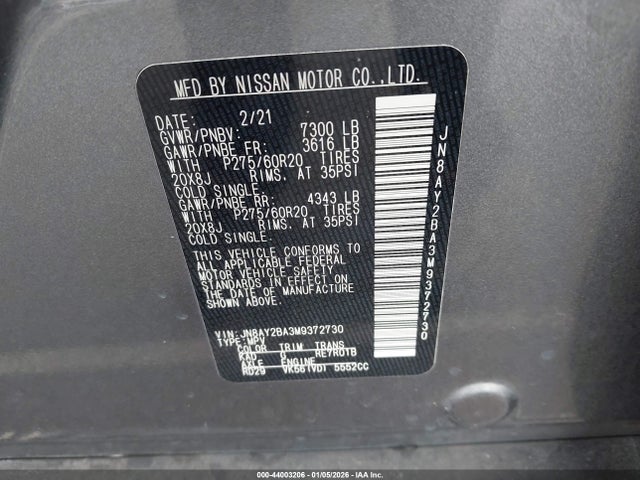 MFD BY NISSAN MOTOR CO.,LTD.
DATE: 2/21
GVWR/PNBV: 7300 LB
GAWR/PNBE FR: 3616 LB
WITH P275/60R20 TIRES
20X8J RIMS. AT 35PSI
COLD SINGLE.
GAWR/PNBE RR: 4343 LB
WITH P275/60R20 TIRES
20X8J RIMS. AT 35PSI
COLD SINGLE.
THIS VEHICLE CONFORMS TO
ALL APPLICABLE FEDERAL
MOTOR VEHICLE SAFETY
STANDARDS IN EFFECT ON
THE DATE OF MANUFACTURE
SHOWN ABOVE.
VIN: JN8AY2BA3M9372730
TYPE: MPV
COLOR TRIM TRANS
KAD G RE7R01B
AXLE ENGINE
RD29 VK56(VD) 5552CC
JN8AY2BA3M9372730
000-44003206 - 01/05/2026 - IAA Inc.